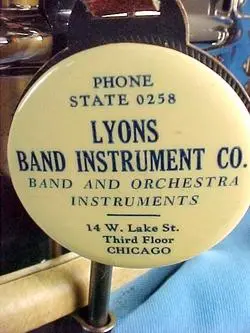 PHONE
STATE 0258
LYONS
BAND INSTRUMENT CO.
BAND AND ORCHESTRA
INSTRUMENTS
14 W. Lake St.
Third Floor
CHICAGO